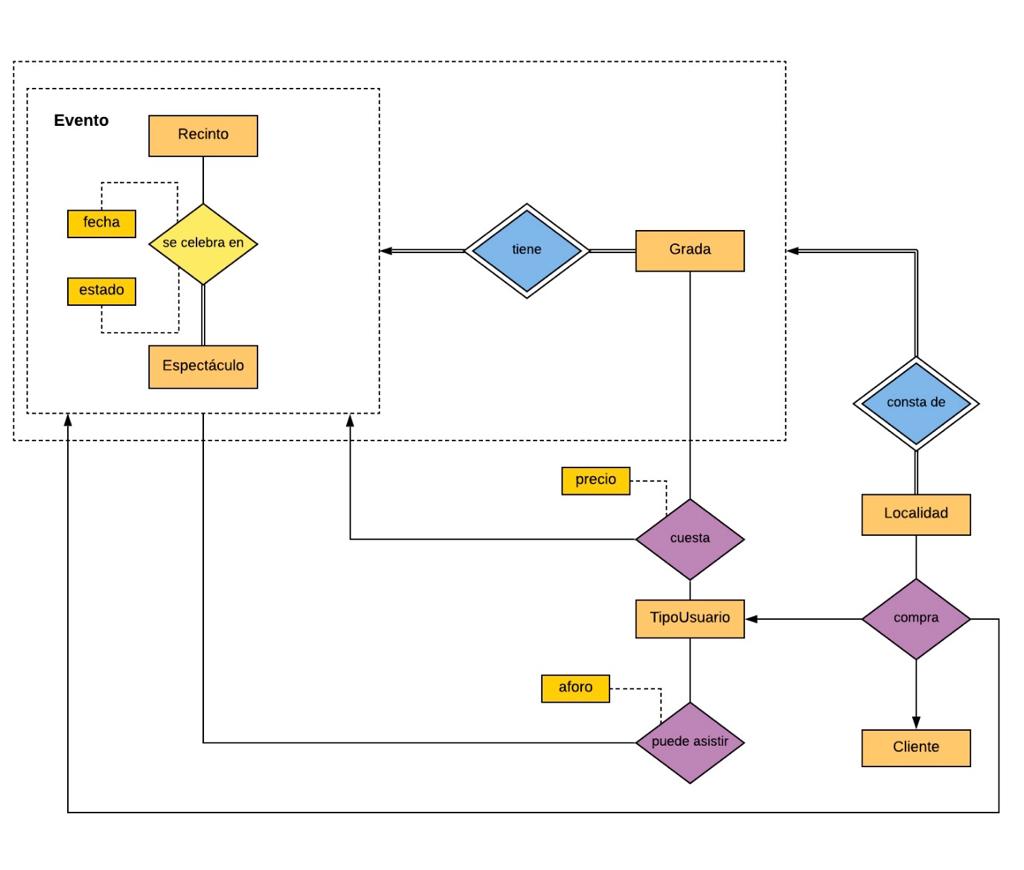 Evento
Recinto
fecha
se celebra en
tiene
Grada
estado
Espectáculo
consta de
precio
Localidad
cuesta
TipoUsuario
compra
aforo
puede asistir
Cliente